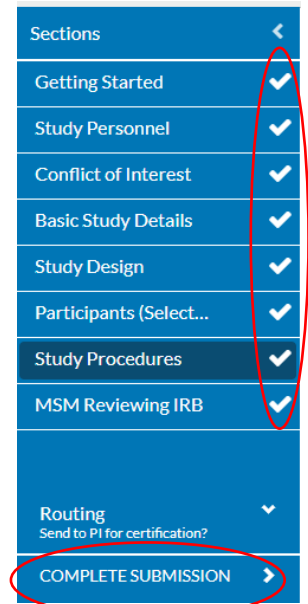 Sections
Getting Started
Study Personnel
Conflict of Interest
Basic Study Details
Study Design
Participants (Select...
Study Procedures
MSM Reviewing IRB
Routing
Send to PI for certification?
COMPLETE SUBMISSION